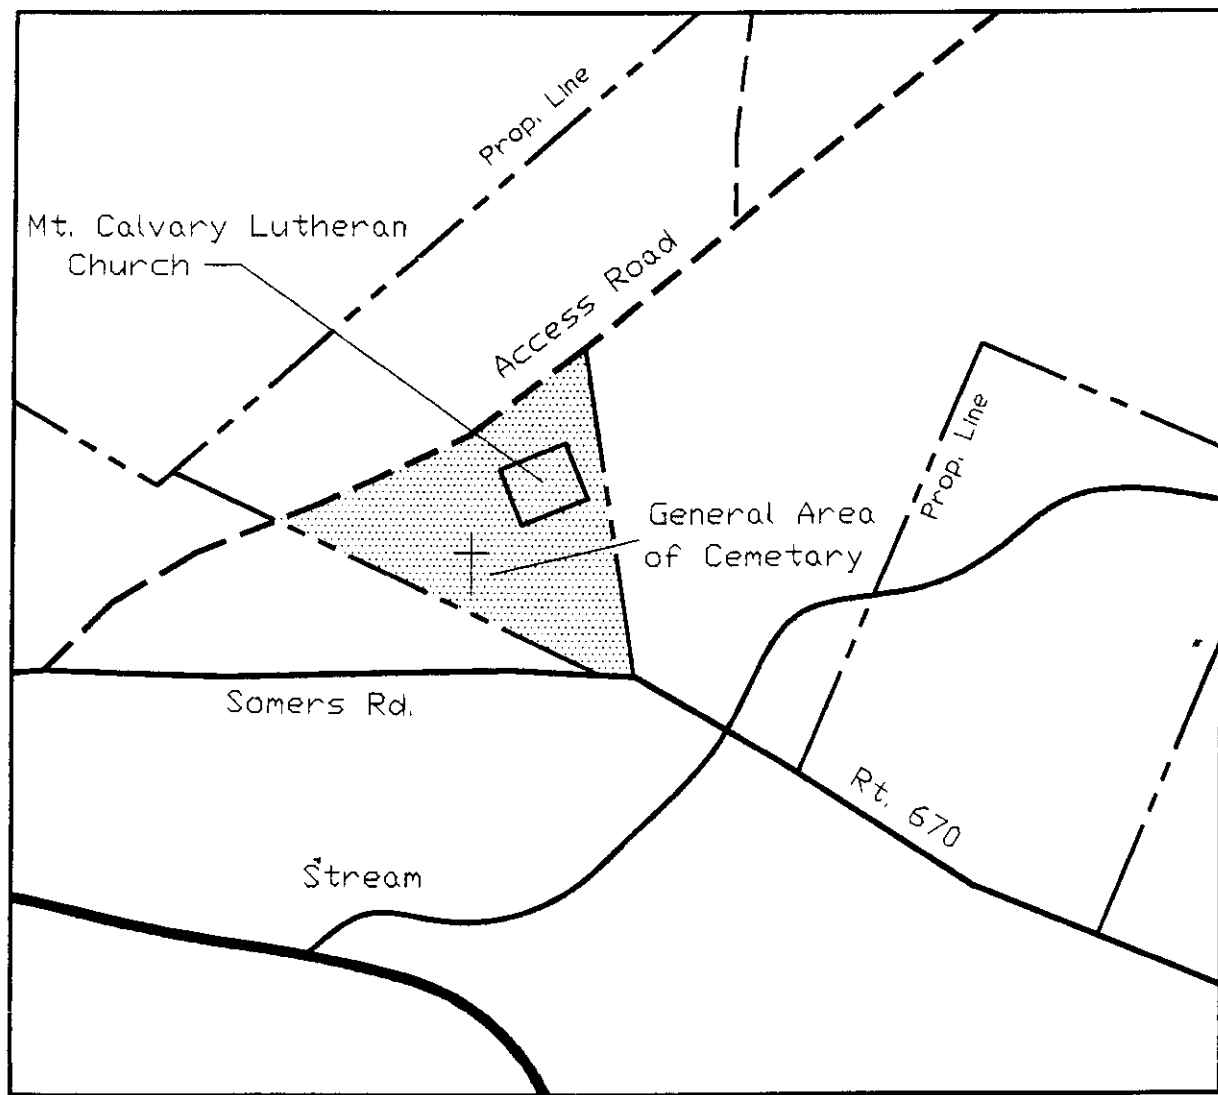 Prop. Line
Mt. Calvary Lutheran
Church
Access Road
Prop. Line
General Area
of Cemetary
Somers Rd.
Rt. 670
Stream